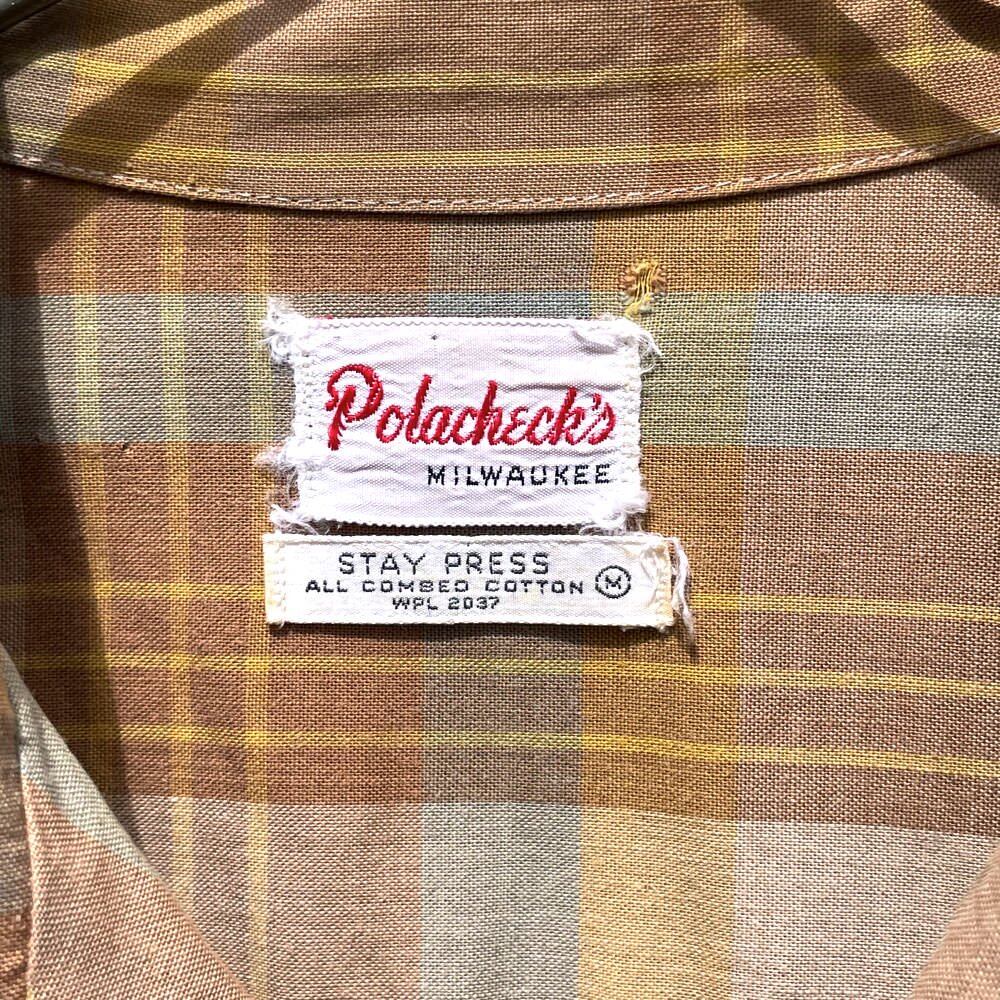 Polacheck's
MILWAUKEE
STAY PRESS
ALL COMBED COTTON M
WPL 2037